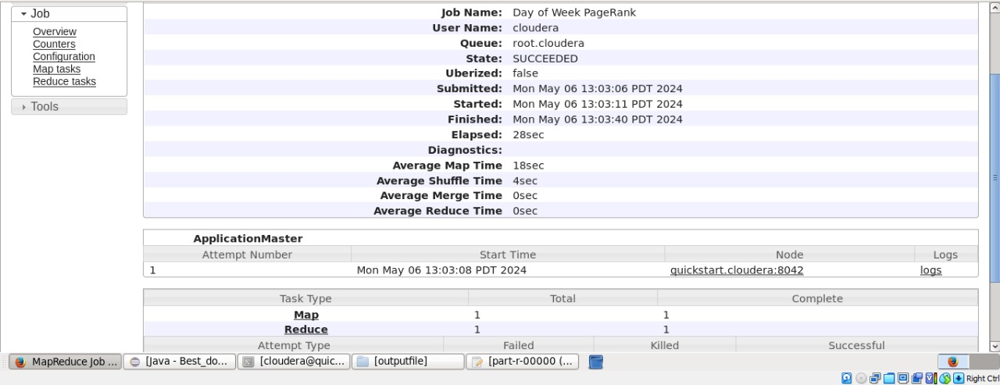 Job
Overview
Counters
Configuration
Map tasks
Reduce tasks
Tools
Job Name: Day of Week PageRank
User Name: cloudera
Queue: root.cloudera
State: SUCCEEDED
Uberized: false
Submitted: Mon May 06 13:03:06 PDT 2024
Started: Mon May 06 13:03:11 PDT 2024
Finished: Mon May 06 13:03:40 PDT 2024
Elapsed: 28sec
Diagnostics:
Average Map Time 18sec
Average Shuffle Time 4sec
Average Merge Time 0sec
Average Reduce Time 0sec
ApplicationMaster
Attempt Number Start Time Node Logs
1 Mon May 06 13:03:08 PDT 2024 quickstart.cloudera:8042 logs
Task Type Total Complete
Map 1 1
Reduce 1 1
Attempt Type Failed Killed Successful
MapReduce Job ... [Java - Best_do... [cloudera@quic... [outputfile] [part-r-00000 (...
Right Ctrl